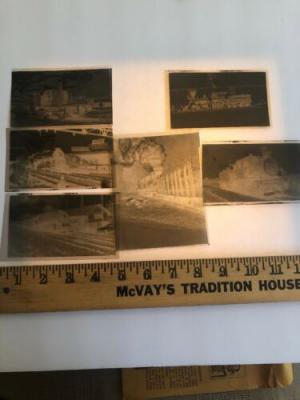 1 2 3 4 5 6 7 8 9 10 11
McVAY'S TRADITION HOUSE